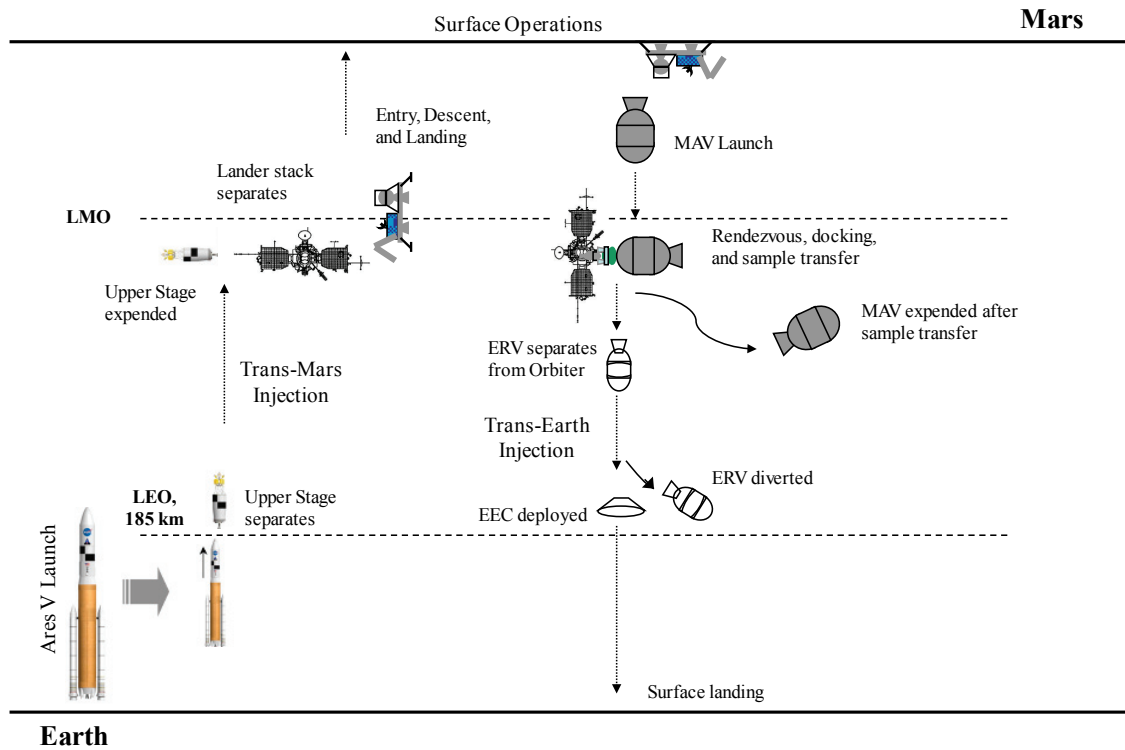 Surface Operations
Mars
Entry, Descent,
and Landing
MAV Launch
Lander stack
separates
LMO
Rendezvous, docking,
and sample transfer
Upper Stage
expended
MAV expended after
sample transfer
ERV separates
from Orbiter
Trans-Mars
Injection
Trans-Earth
Injection
ERV diverted
LEO,
185 km
Upper Stage
separates
EEC deployed
Ares V Launch
Surface landing
Earth